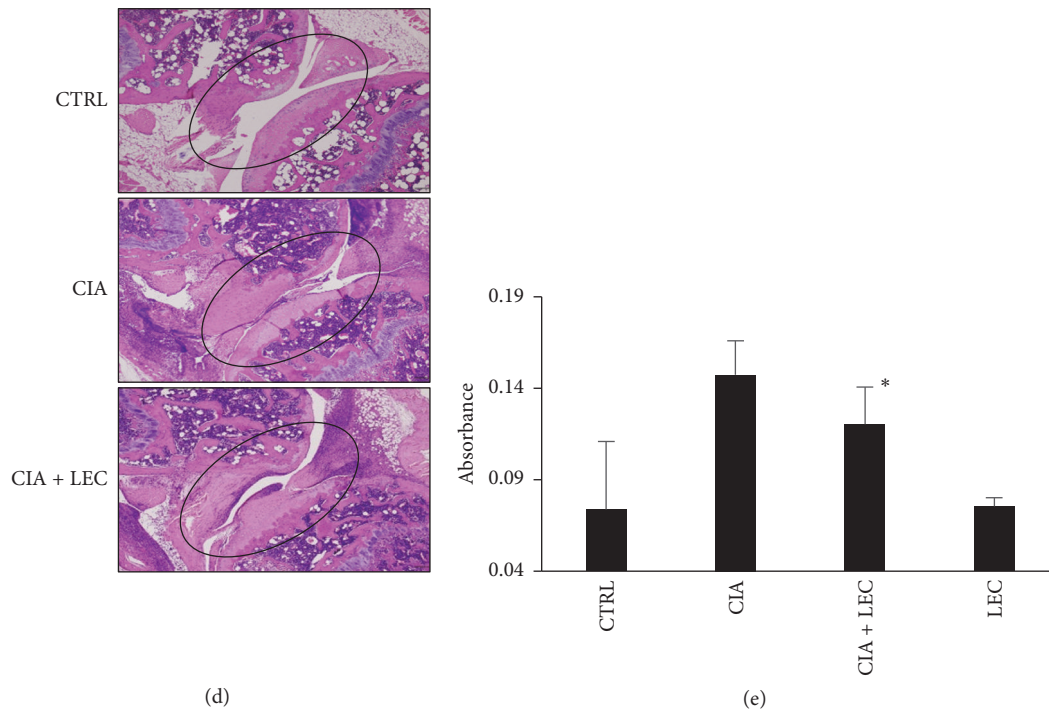 CTRL
CIA
CIA + LEC
(d)
Absorbance
0.19
0.14
0.09
0.04
*
CTRL
CIA
CIA + LEC
LEC
(e)